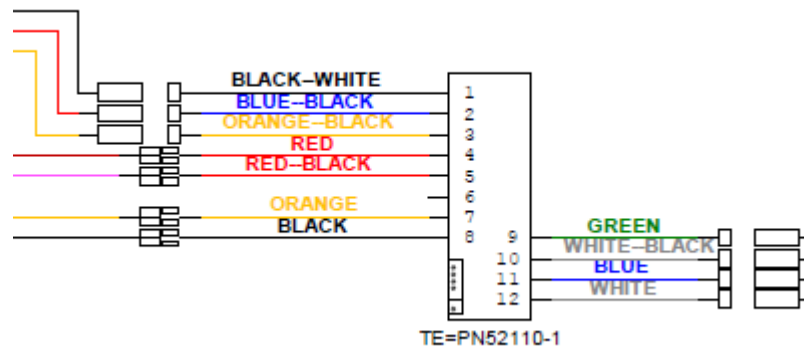 BLACK–WHITE
1
BLUE--BLACK
2
ORANGE--BLACK
3
RED
4
RED--BLACK
5
6
ORANGE
7
BLACK
8
9 GREEN
10 WHITE--BLACK
11 BLUE
12 WHITE
TE=PN52110-1